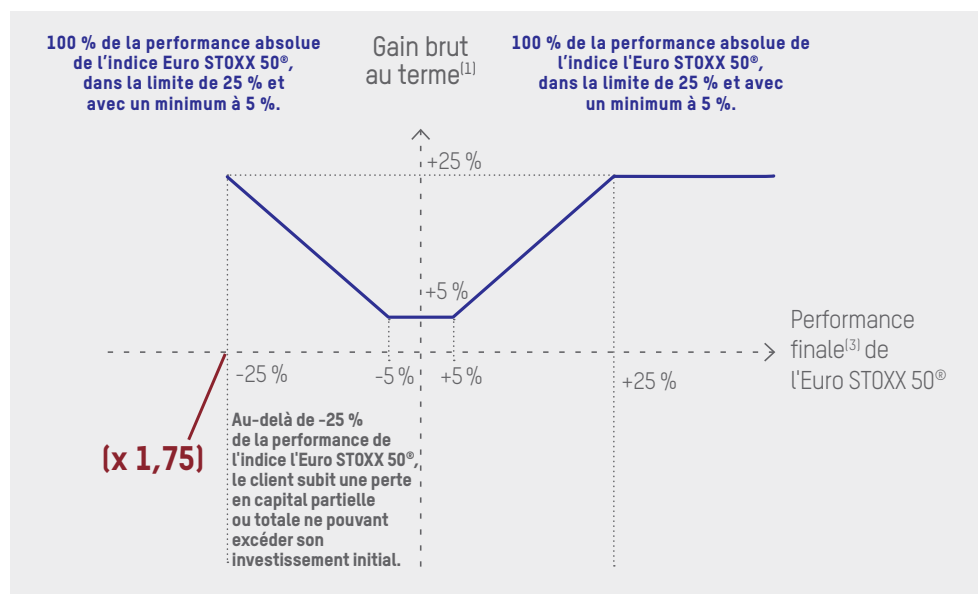 100 % de la performance absolue
de l’indice Euro STOXX 50®,
dans la limite de 25 % et
avec un minimum à 5 %.
Gain brut
au terme(1)
100 % de la performance absolue de
l’indice l'Euro STOXX 50®,
dans la limite de 25 % et avec
un minimum à 5 %.
+25 %
+5 %
Performance
finale(3) de
l'Euro STOXX 50®
-25 %
-5 %
+5 %
+25 %
(x 1,75)
Au-delà de -25 %
de la performance de
l'indice l'Euro STOXX 50®,
le client subit une perte
en capital partielle
ou totale ne pouvant
excéder son
investissement initial.